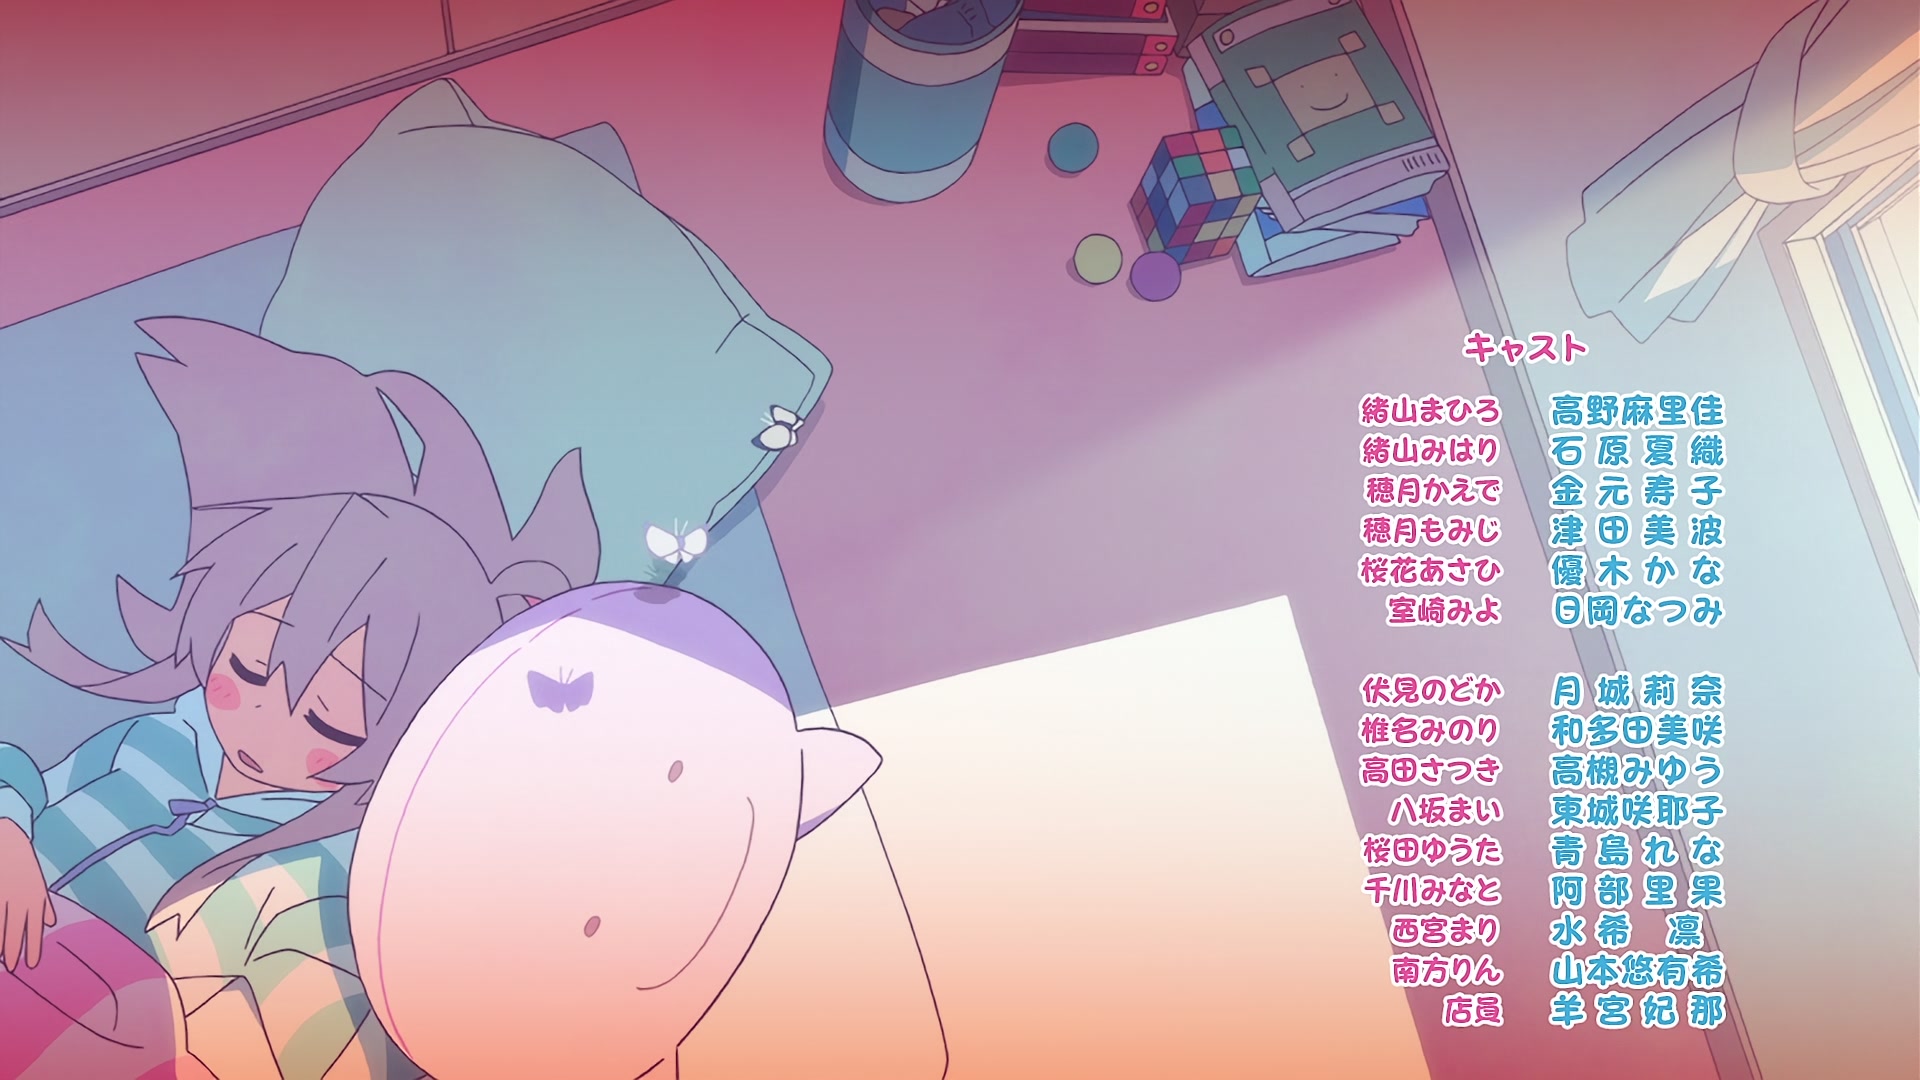 キャスト
緒山まひろ 高野麻里佳
緒山みはり 石原夏織
穂月かえで 金元寿子
穂月もみじ 津田美波
桜花あさひ 優木かな
室崎みよ 日岡なつみ
伏見のどか 月城莉奈
椎名みのり 和多田美咲
高田さつき 高槻みゆう
八坂まい 東城咲耶子
桜田ゆうた 青島れな
千川みなと 阿部里果
西宮まり 水希凛
南方りん 山本悠有希
店員 羊宮妃那